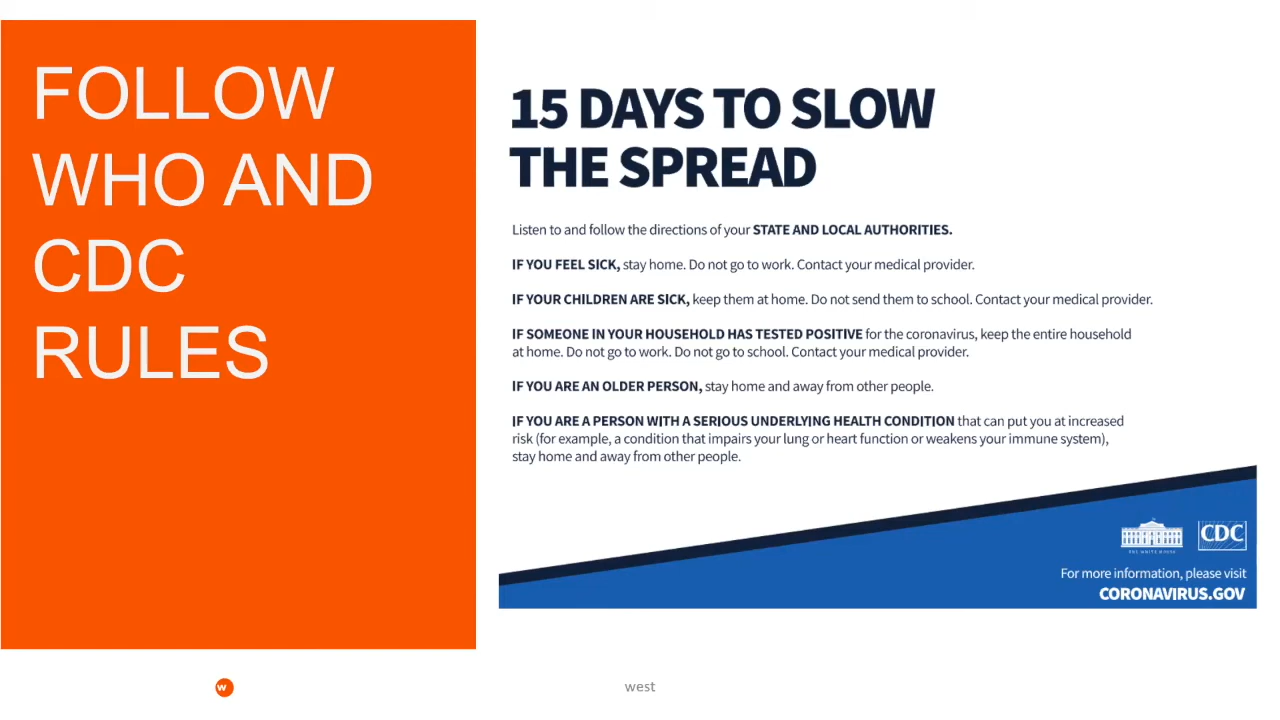 FOLLOW
WHO AND
CDC
RULES
15 DAYS TO SLOW
THE SPREAD
Listen to and follow the directions of your STATE AND LOCAL AUTHORITIES.
IF YOU FEEL SICK, stay home. Do not go to work. Contact your medical provider.
IF YOUR CHILDREN ARE SICK, keep them at home. Do not send them to school. Contact your medical provider.
IF SOMEONE IN YOUR HOUSEHOLD HAS TESTED POSITIVE for the coronavirus, keep the entire household
at home. Do not go to work. Do not go to school. Contact your medical provider.
IF YOU ARE AN OLDER PERSON, stay home and away from other people.
IF YOU ARE A PERSON WITH A SERIOUS UNDERLYING HEALTH CONDITION that can put you at increased
risk (for example, a condition that impairs your lung or heart function or weakens your immune system),
stay home and away from other people.
THE WHITE HOUSE
CDC
For more information, please visit
CORONAVIRUS.GOV
w
west